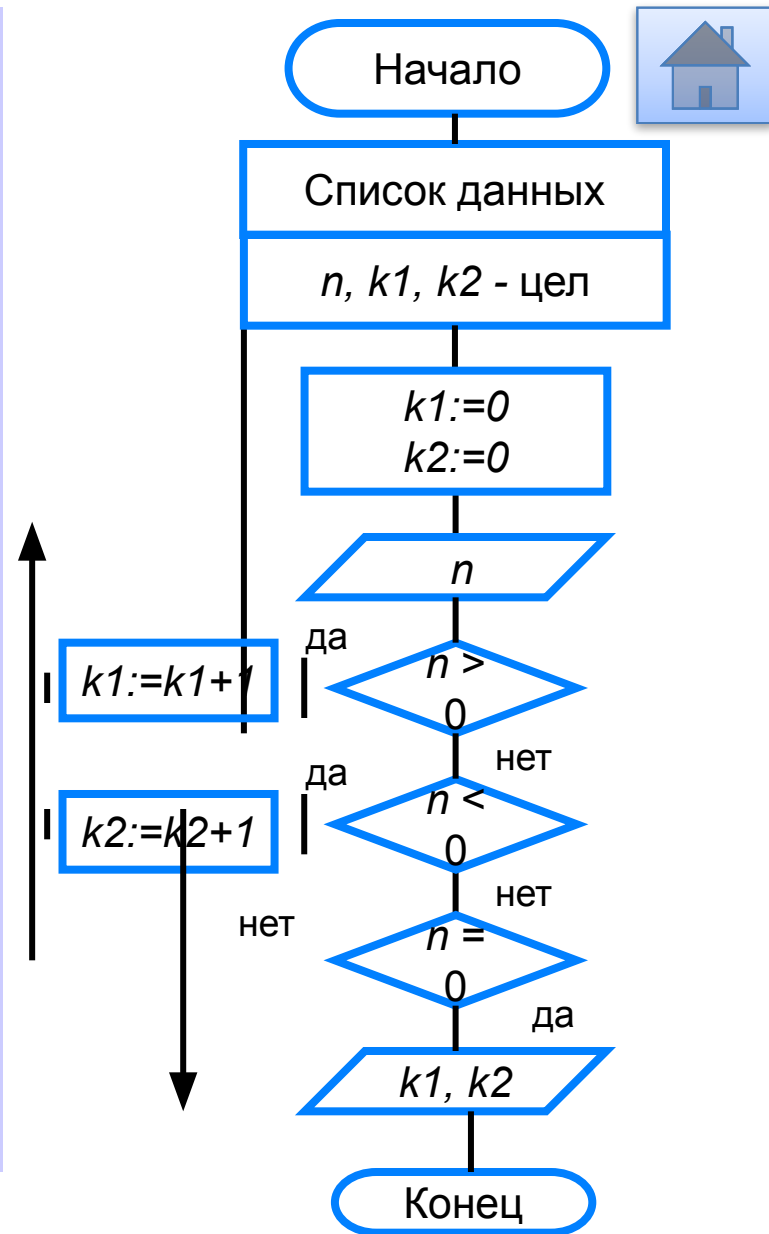 Начало
Список данных
n, k1, k2 - цел
k1:=0
k2:=0
n
да
k1:=k1+1
n >
0
нет
да
k2:=k2+1
n <
0
нет
нет
n =
0
да
k1, k2
Конец